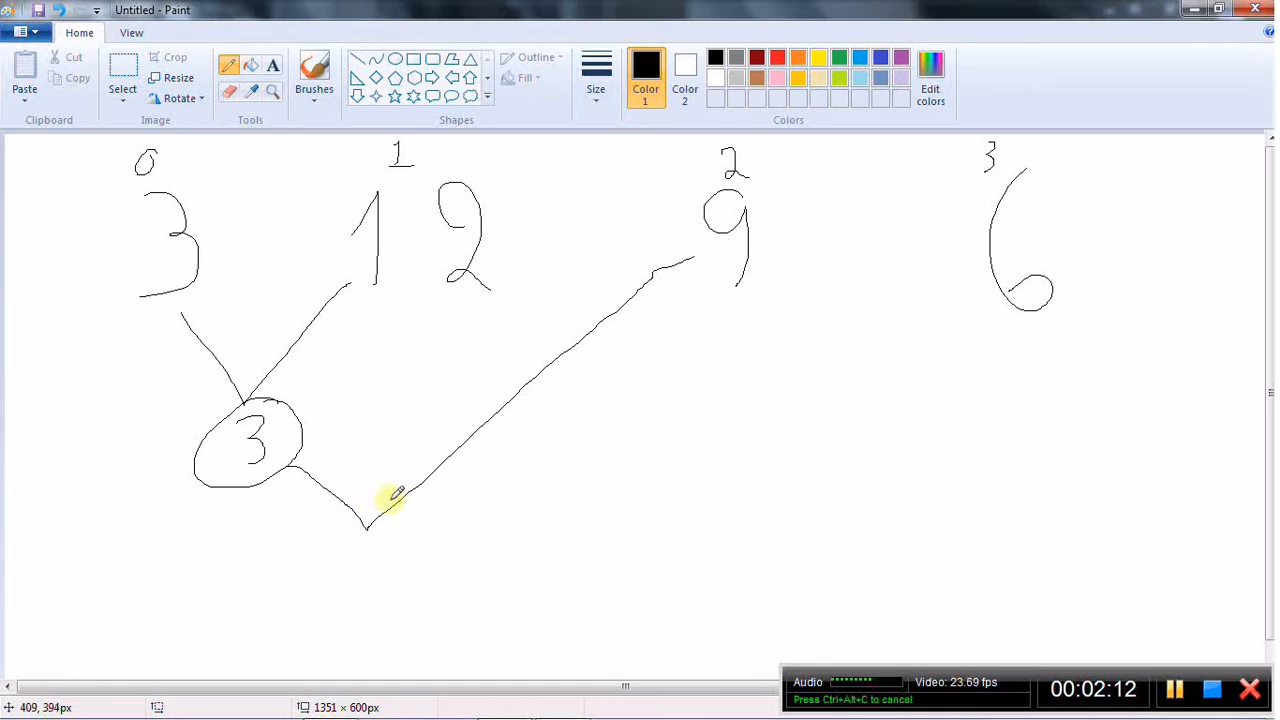 Untitled - Paint
Home View
Paste
Cut
Copy
Clipboard
Select
Crop
Resize
Rotate
Image
A
Tools
Brushes
Outline
Fill
Shapes
Size
Color 1
Color 2
Edit colors
Colors
0 1 2 3
3 12 9 6
3
409, 394px
Audio
Video: 23.69 fps
Press Ctrl+Alt+C to cancel
00:02:12